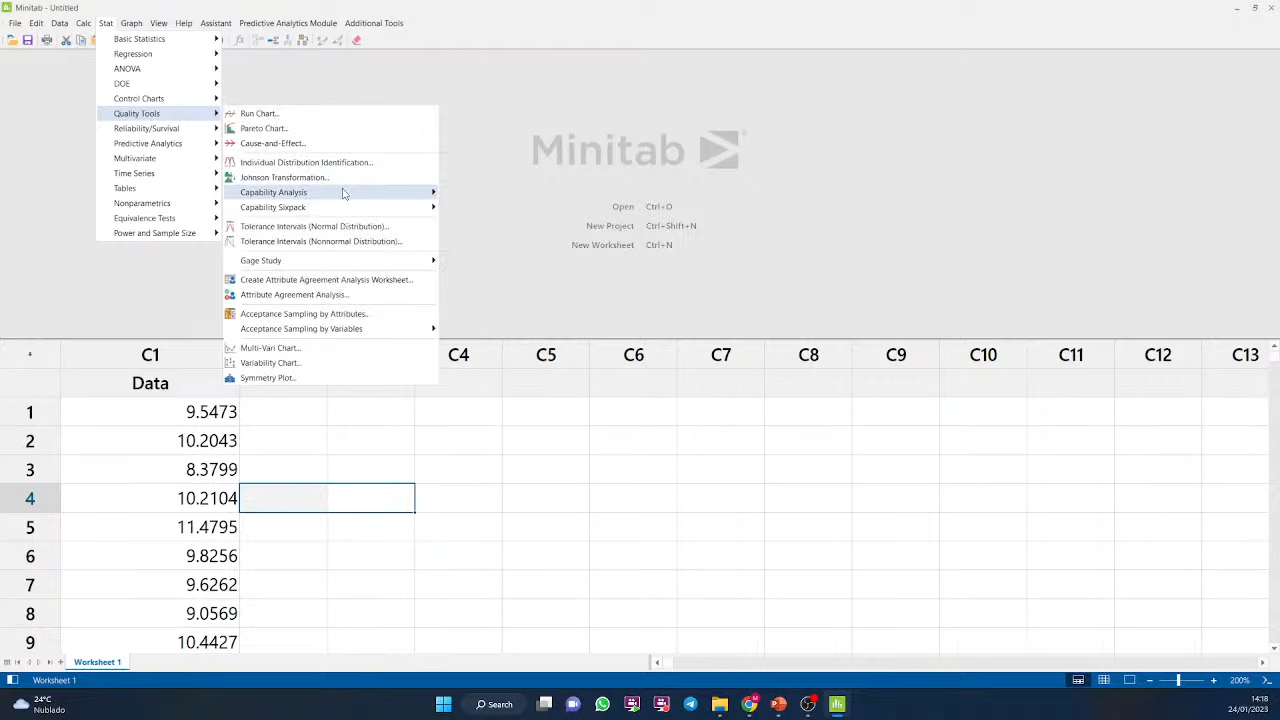 Minitab - Untitled
File Edit Data Calc Stat Graph View Help Assistant Predictive Analytics Module Additional Tools
Basic Statistics
Regression
ANOVA
DOE
Control Charts
Quality Tools
Reliability/Survival
Predictive Analytics
Multivariate
Time Series
Tables
Nonparametrics
Equivalence Tests
Power and Sample Size
Run Chart...
Pareto Chart...
Cause-and-Effect...
Individual Distribution Identification...
Johnson Transformation...
Capability Analysis
Capability Sixpack
Tolerance Intervals (Normal Distribution)...
Tolerance Intervals (Nonnormal Distribution)...
Gage Study
Create Attribute Agreement Analysis Worksheet...
Attribute Agreement Analysis...
Acceptance Sampling by Attributes...
Acceptance Sampling by Variables
Multi-Vari Chart...
Variability Chart...
Symmetry Plot...
Minitab
Open Ctrl+O
New Project Ctrl+Shift+N
New Worksheet Ctrl+N
C1 C4 C5 C6 C7 C8 C9 C10 C11 C12 C13
Data
1 9.5473
2 10.2043
3 8.3799
4 10.2104
5 11.4795
6 9.8256
7 9.6262
8 9.0569
9 10.4427
Worksheet 1
Worksheet 1 200%
24°C
Nublado
Search
14:18
24/01/2023